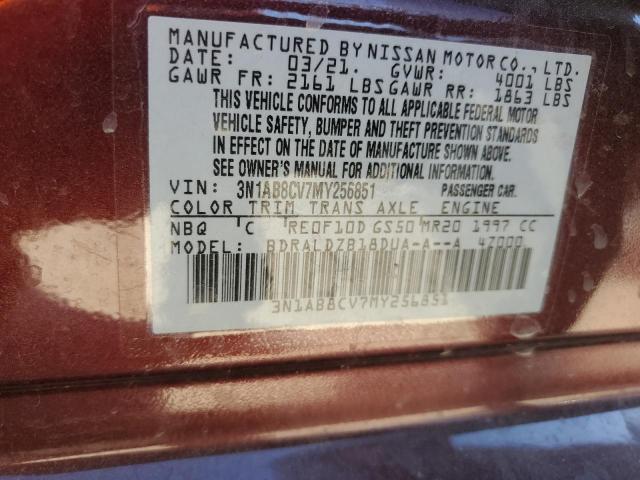 MANUFACTURED BY NISSAN MOTOR CO., LTD.
DATE: 03/21. GVWR: 4001 LBS
GAWR FR: 2161 LBS GAWR RR: 1863 LBS
THIS VEHICLE CONFORMS TO ALL APPLICABLE FEDERAL MOTOR
VEHICLE SAFETY, BUMPER AND THEFT PREVENTION STANDARDS
IN EFFECT ON THE DATE OF MANUFACTURE SHOWN ABOVE.
SEE OWNER'S MANUAL FOR ADDITIONAL INFORMATION.
VIN: 3N1AB8CV7MY256851 PASSENGER CAR.
COLOR TRIM TRANS AXLE ENGINE
NBQ C RE0F10D GS50 MR20 1997 CC
MODEL: BDRALDZB18DUA-A--A 4Z000
3N1AB8CV7MY256851